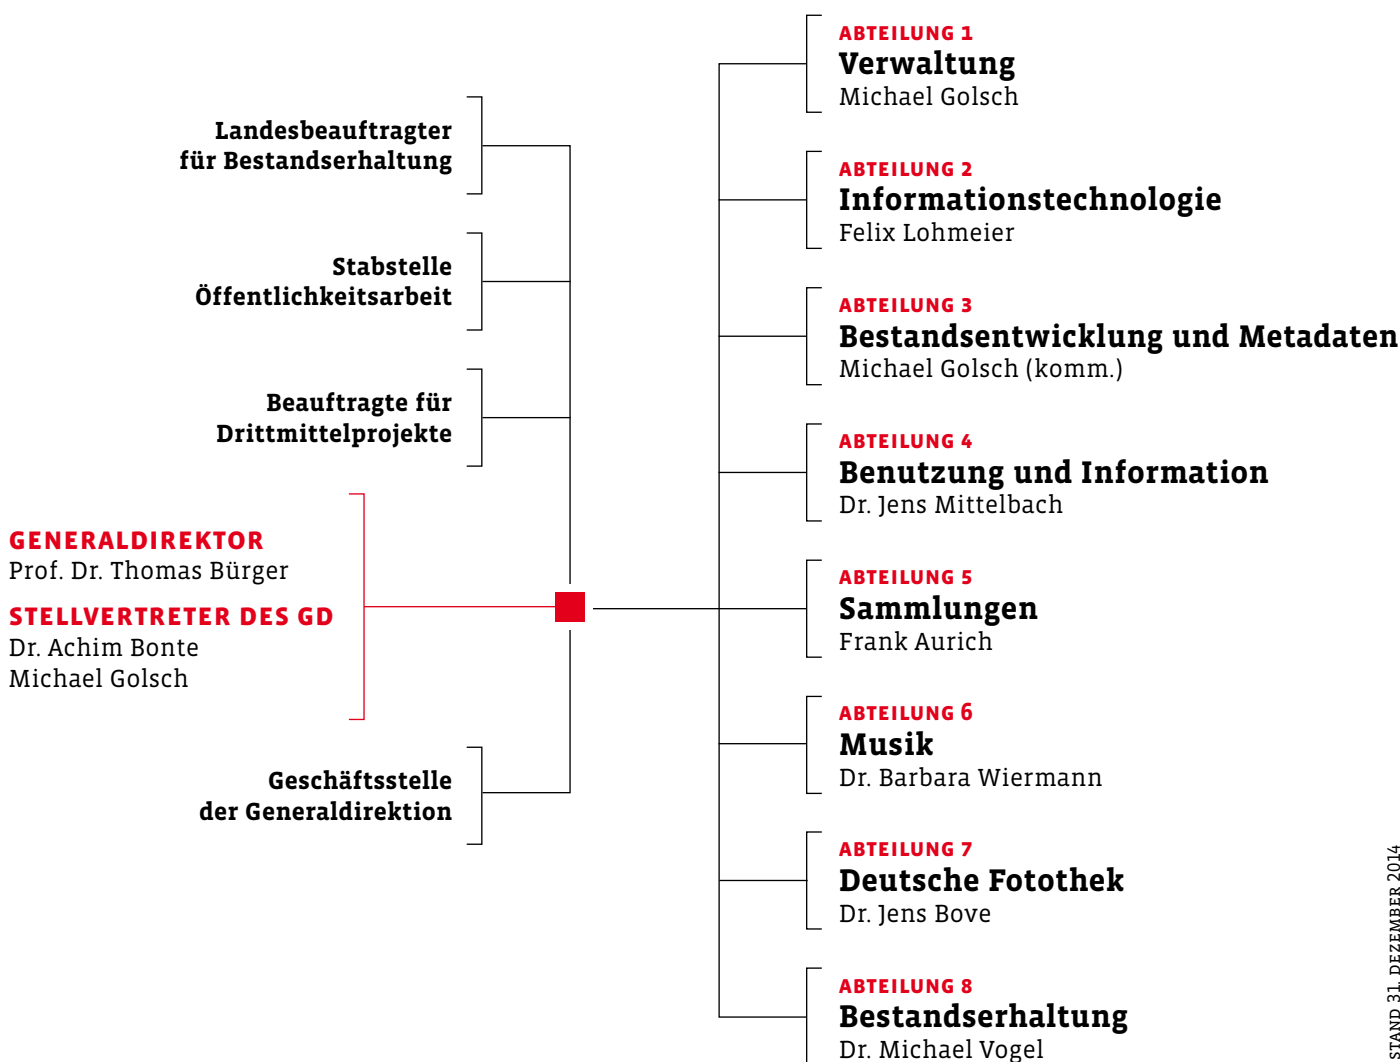 Landesbeauftragter
für Bestandserhaltung
Stabstelle
Öffentlichkeitsarbeit
Beauftragte für
Drittmittelprojekte
GENERALDIREKTOR
Prof. Dr. Thomas Bürger
STELLVERTRETER DES GD
Dr. Achim Bonte
Michael Golsch
Geschäftsstelle
der Generaldirektion
ABTEILUNG 1
Verwaltung
Michael Golsch
ABTEILUNG 2
Informationstechnologie
Felix Lohmeier
ABTEILUNG 3
Bestandsentwicklung und Metadaten
Michael Golsch (komm.)
ABTEILUNG 4
Benutzung und Information
Dr. Jens Mittelbach
ABTEILUNG 5
Sammlungen
Frank Aurich
ABTEILUNG 6
Musik
Dr. Barbara Wiermann
ABTEILUNG 7
Deutsche Fotothek
Dr. Jens Bove
ABTEILUNG 8
Bestandserhaltung
Dr. Michael Vogel
STAND 31. DEZEMBER 2014